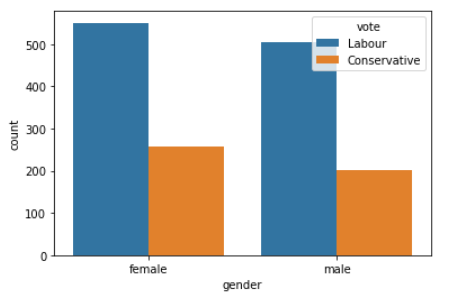 vote
Labour
Conservative
500
400
300
200
100
0
count
female
male
gender